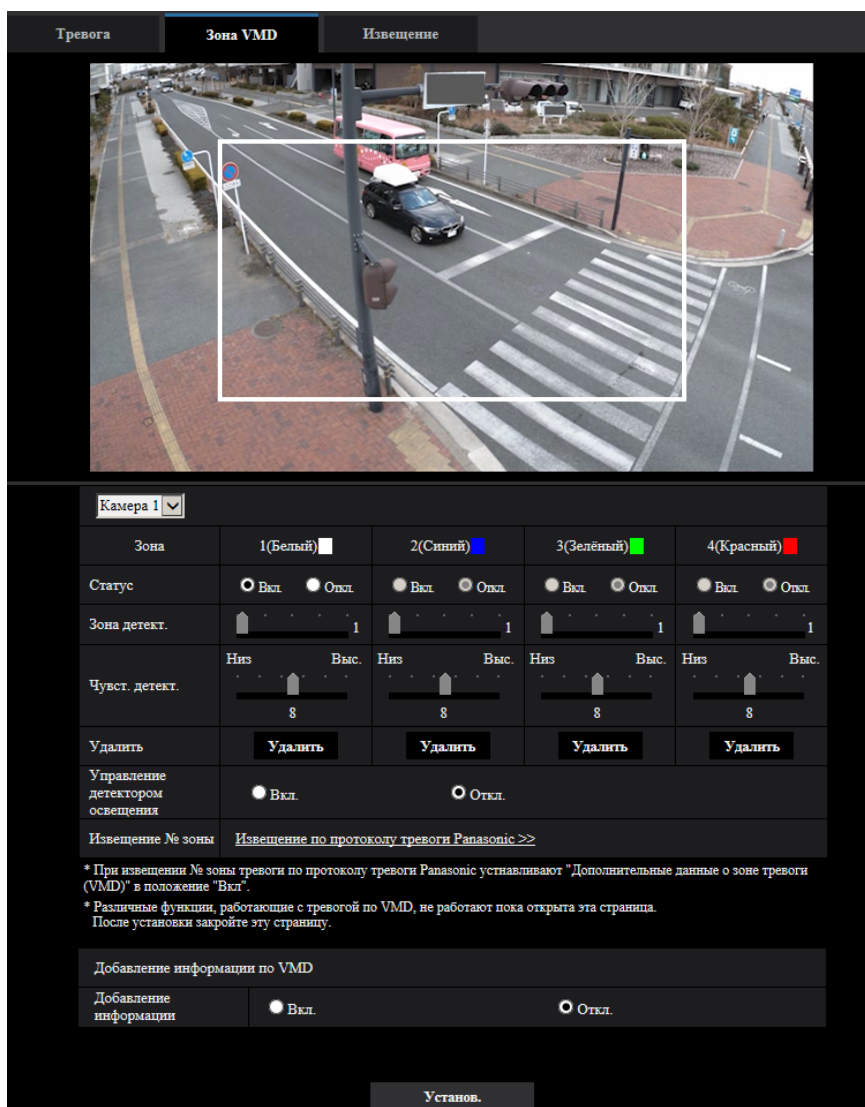 Тревога
Зона VMD
Извещение
Камера 1
Зона
1(Белый)
2(Синий)
3(Зелёный)
4(Красный)
Статус
Вкл.
Откл.
Вкл.
Откл.
Вкл.
Откл.
Вкл.
Откл.
Зона детект.
1
1
1
1
Чувст. детект.
Низ
Выс.
Низ
Выс.
Низ
Выс.
Низ
Выс.
8
8
8
8
Удалить
Удалить
Удалить
Удалить
Удалить
Управление
детектором
освещения
Вкл.
Откл.
Извещение № зоны
Извещение по протоколу тревоги Panasonic >>
* При извещении № зоны тревоги по протоколу тревоги Panasonic устнавливают "Дополнительные данные о зоне тревоги
(VMD)" в положение "Вкл".
* Различные функции, работающие с тревогой по VMD, не работают пока открыта эта страница.
После установки закройте эту страницу.
Добавление информации по VMD
Добавление
информации
Вкл.
Откл.
Установ.